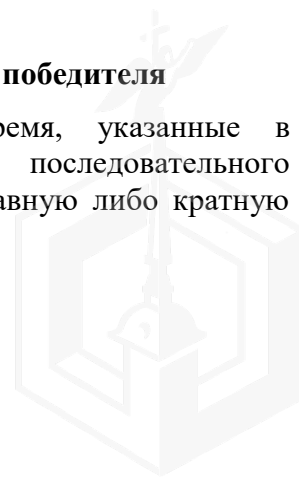 победителя
ремя, указанные в
последовательного
авную либо кратную